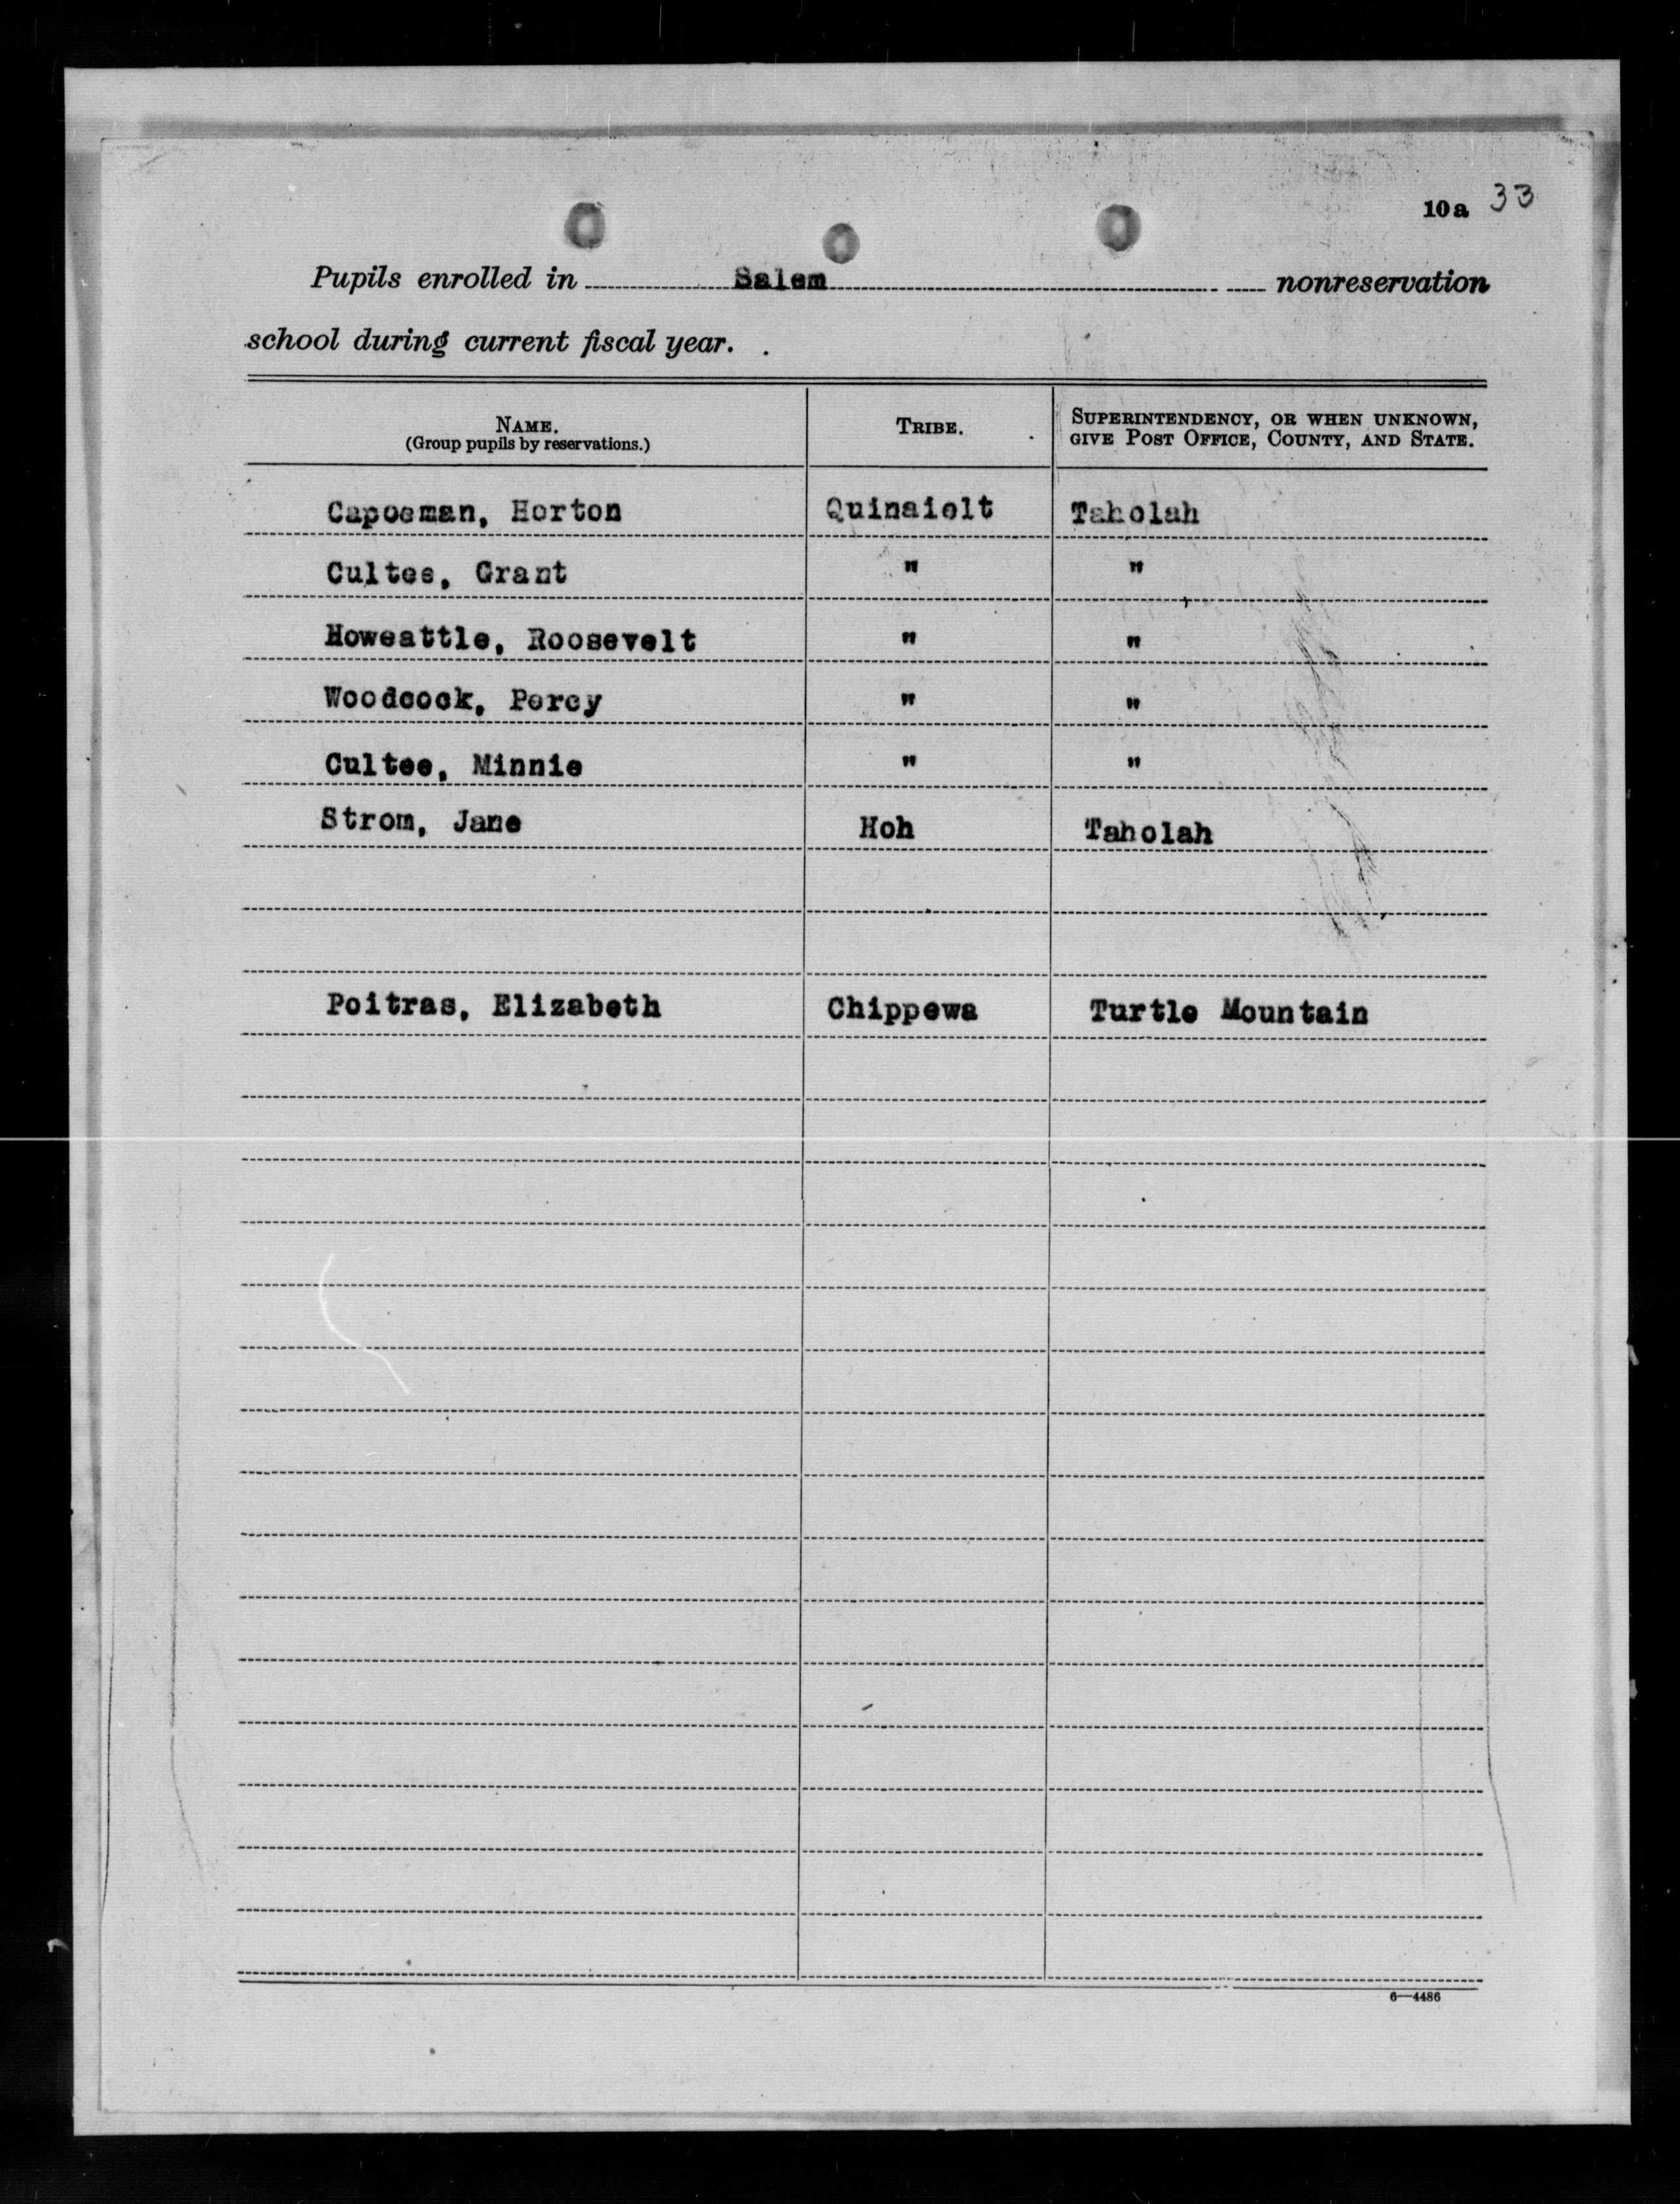 10a 33
Pupils enrolled in Salem nonreservation
school during current fiscal year.
NAME. TRIBE. SUPERINTENDENCY, OR WHEN UNKNOWN,
(Group pupils by reservations.) GIVE POST OFFICE, COUNTY, AND STATE.
Capoeman, Horton Quinaielt Taholah
Cultee, Grant " "
Howeattle, Roosevelt " "
Woodcock, Percy " "
Cultee, Minnie " "
Strom, Jane Hoh Taholah
Poitras, Elizabeth Chippewa Turtle Mountain
6—4486